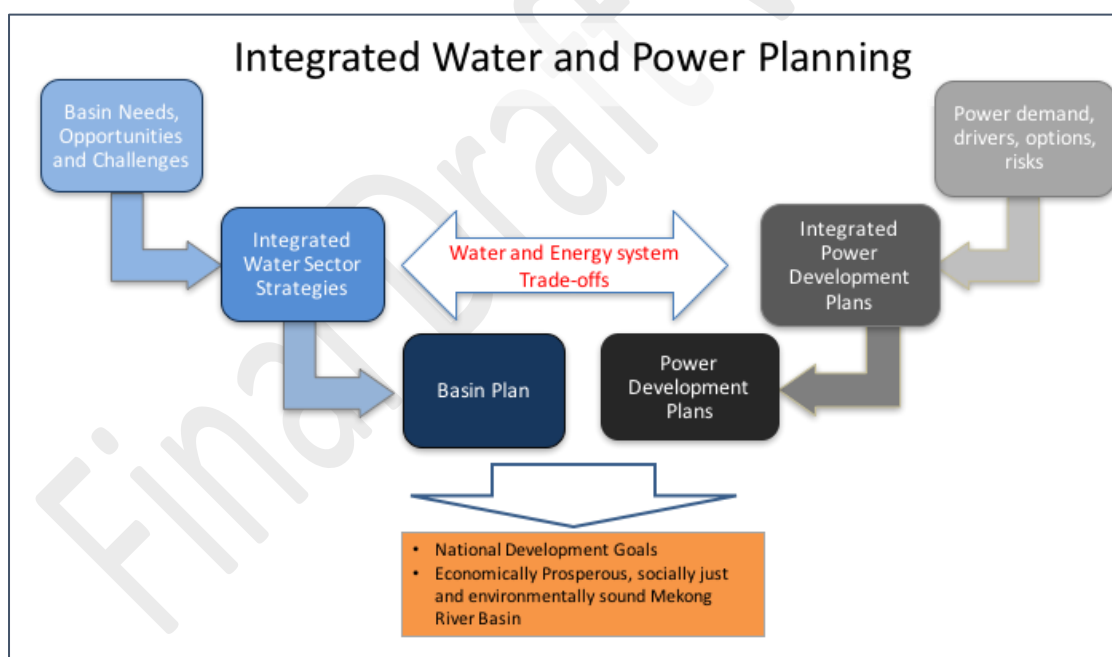 Integrated Water and Power Planning
Basin Needs,
Opportunities
and Challenges
Power demand,
drivers, options,
risks
Integrated
Water Sector
Strategies
Water and Energy system
Trade-offs
Integrated
Power
Development
Plans
Basin Plan
Power
Development
Plans
• National Development Goals
• Economically Prosperous, socially just
and environmentally sound Mekong
River Basin
Final Draft